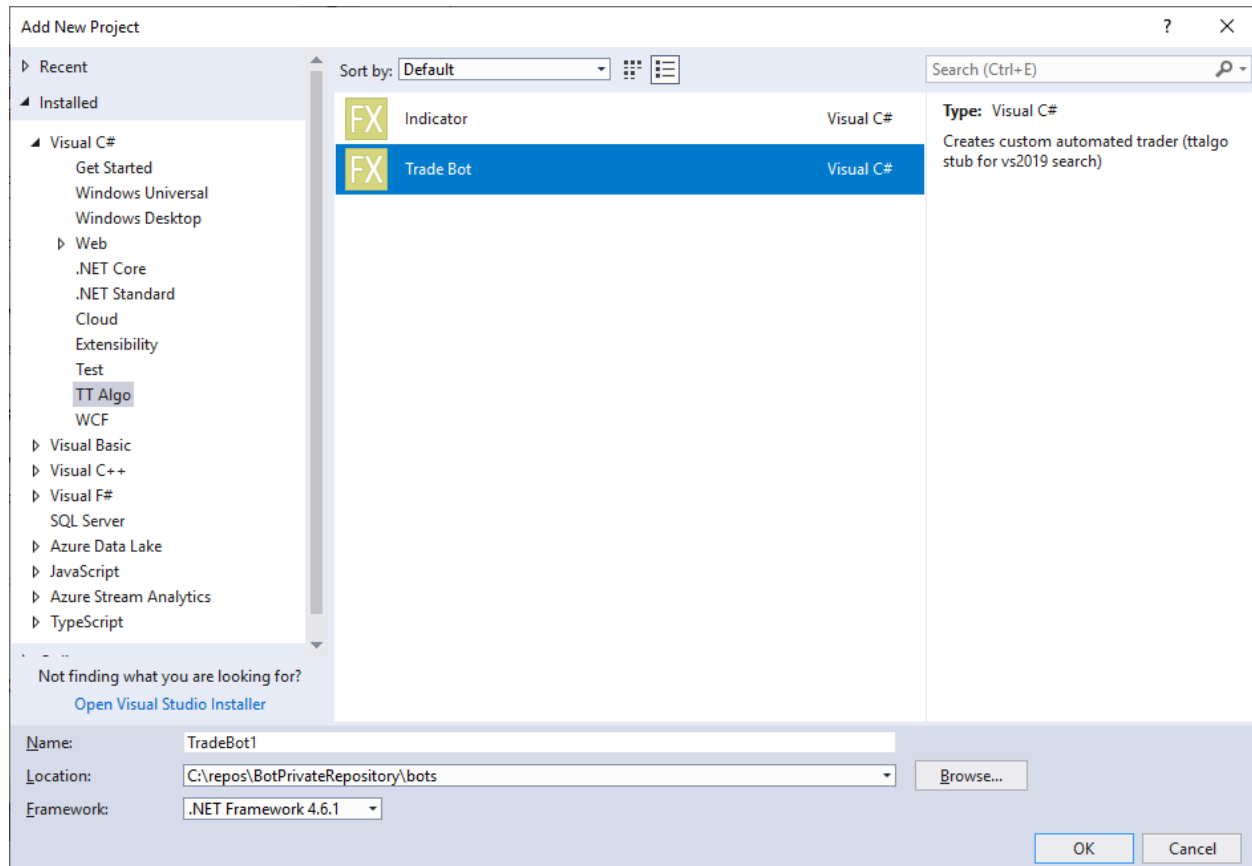 Add New Project
?
Recent
Installed
Visual C#
Get Started
Windows Universal
Windows Desktop
Web
.NET Core
.NET Standard
Cloud
Extensibility
Test
TT Algo
WCF
Visual Basic
Visual C++
Visual F#
SQL Server
Azure Data Lake
JavaScript
Azure Stream Analytics
TypeScript
Not finding what you are looking for?
Open Visual Studio Installer
Sort by: Default
FX Indicator Visual C#
FX Trade Bot Visual C#
Search (Ctrl+E)
Type: Visual C#
Creates custom automated trader (ttalgo
stub for vs2019 search)
Name: TradeBot1
Location: C:\repos\BotPrivateRepository\bots Browse...
Framework: .NET Framework 4.6.1
OK Cancel